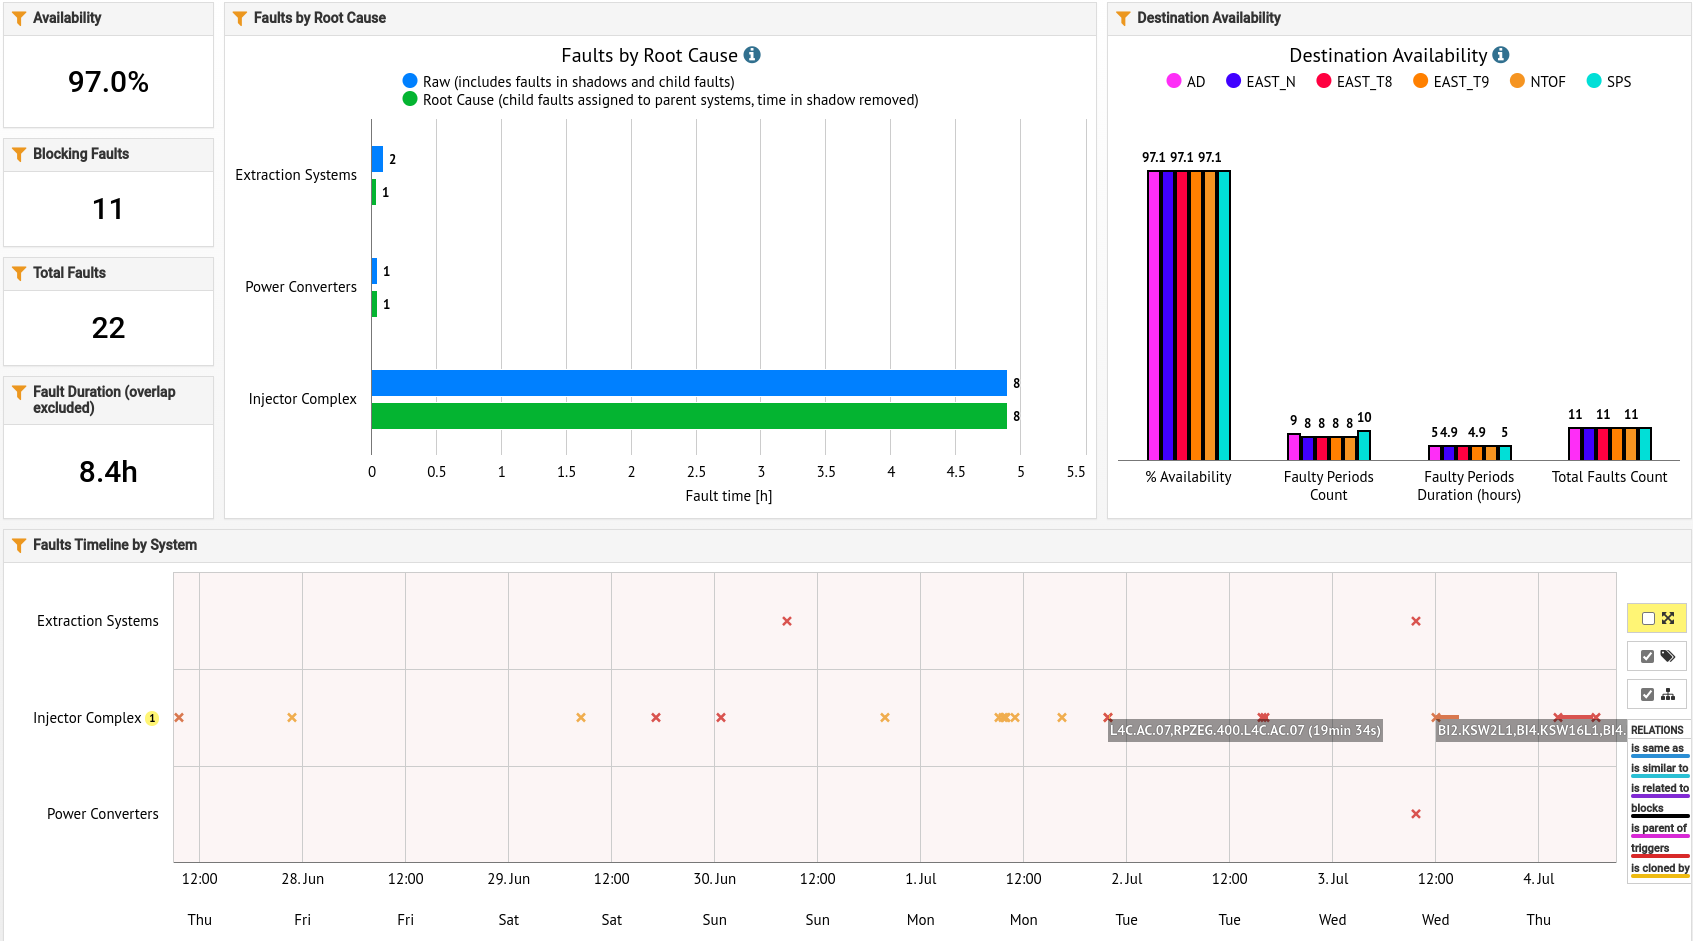 Availability
97.0%
Blocking Faults
11
Total Faults
22
Fault Duration (overlap
excluded)
8.4h
Faults by Root Cause
Faults by Root Cause
Raw (includes faults in shadows and child faults)
Root Cause (child faults assigned to parent systems, time in shadow removed)
Extraction Systems
2
1
Power Converters
1
1
Injector Complex
8
8
0 0.5 1 1.5 2 2.5 3 3.5 4 4.5 5 5.5
Fault time [h]
Destination Availability
Destination Availability
AD EAST_N EAST_T8 EAST_T9 NTOF SPS
97.1 97.1 97.1
9 8 8 8 8 10
5 4.9 4.9 5
11 11 11
% Availability
Faulty Periods
Count
Faulty Periods
Duration (hours)
Total Faults Count
Faults Timeline by System
Extraction Systems
Injector Complex 1
L4C.AC.07,RPZEG.400.L4C.AC.07 (19min 34s)
BI2.KSW2L1,BI4.KSW16L1,BI4.
Power Converters
12:00 28. Jun 12:00 29. Jun 12:00 30. Jun 12:00 1. Jul 12:00 2. Jul 12:00 3. Jul 12:00 4. Jul
Thu Fri Fri Sat Sat Sun Sun Mon Mon Tue Tue Wed Wed Thu
RELATIONS
is same as
is similar to
is related to
blocks
is parent of
triggers
is cloned by